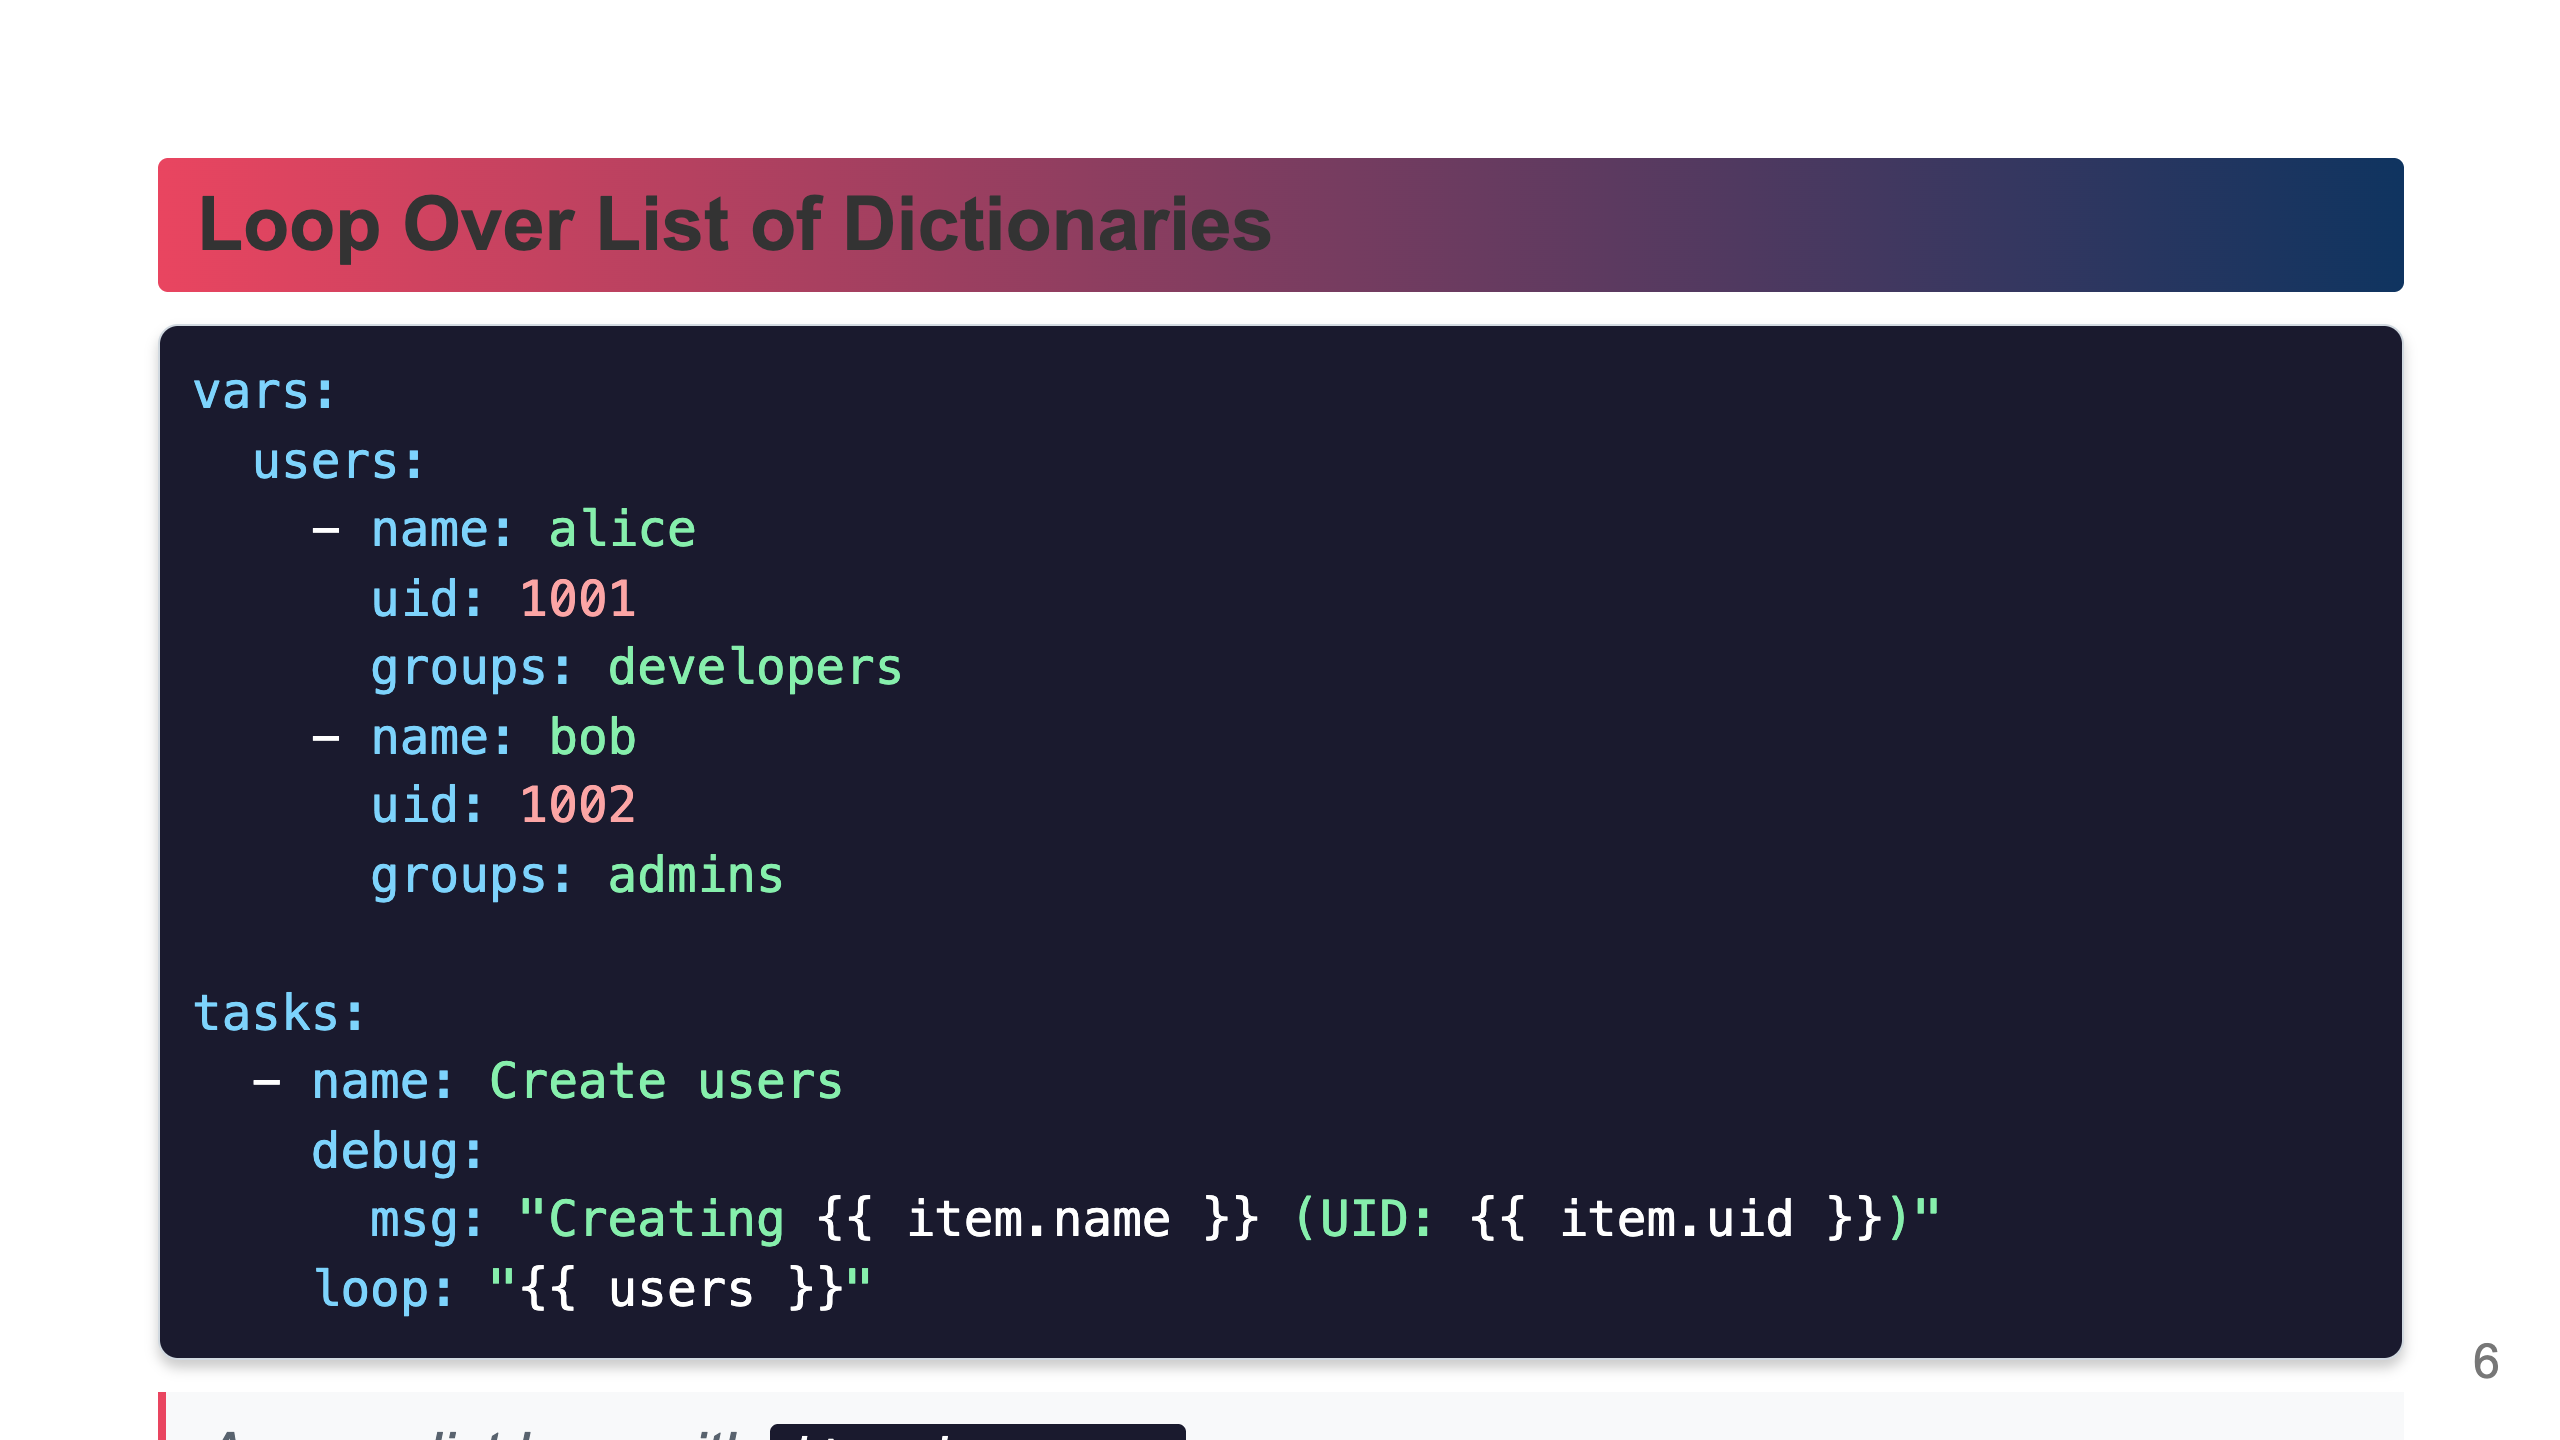 Loop Over List of Dictionaries
vars:
  users:
    - name: alice
      uid: 1001
      groups: developers
    - name: bob
      uid: 1002
      groups: admins

tasks:
  - name: Create users
    debug:
      msg: "Creating {{ item.name }} (UID: {{ item.uid }})"
    loop: "{{ users }}"
6